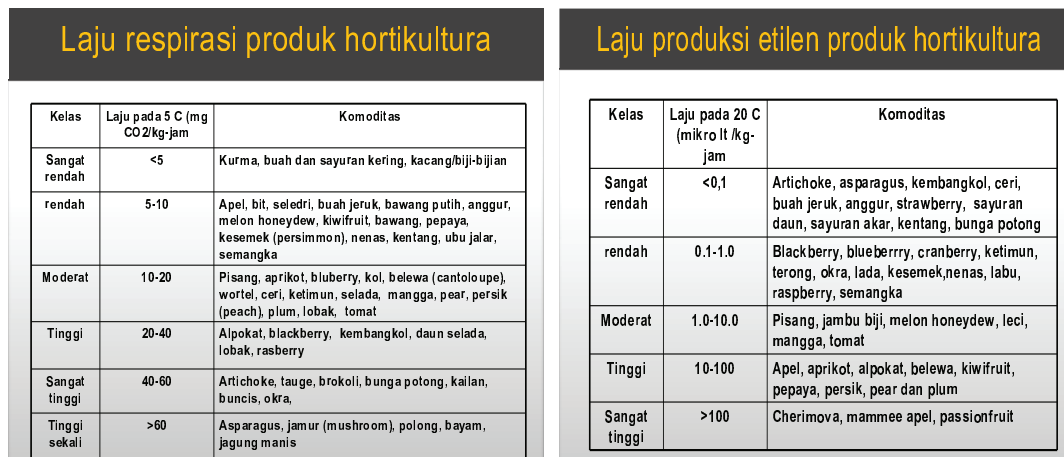 Laju respirasi produk hortikultura
Kelas
Laju pada 5 C (mg
CO2/kg-jam
Komoditas
Sangat
rendah
<5
Kurma, buah dan sayuran kering, kacang/biji-bijian
rendah
5-10
Apel, bit, seledri, buah jeruk, bawang putih, anggur,
melon honeydew, kiwifruit, bawang, pepaya,
kesemek (persimmon), nenas, kentang, ubu jalar,
semangka
Moderat
10-20
Pisang, aprikot, bluberry, kol, belewa (cantoloupe),
wortel, ceri, ketimun, selada, mangga, pear, persik
(peach), plum, lobak, tomat
Tinggi
20-40
Alpokat, blackberry, kembangkol, daun selada,
lobak, rasberry
Sangat
tinggi
40-60
Artichoke, tauge, brokoli, bunga potong, kailan,
buncis, okra,
Tinggi
sekali
>60
Asparagus, jamur (mushroom), polong, bayam,
jagung manis
Laju produksi etilen produk hortikultura
Kelas
Laju pada 20 C
(mikro lt /kg-
jam
Komoditas
Sangat
rendah
<0,1
Artichoke, asparagus, kembangkol, ceri,
buah jeruk, anggur, strawberry, sayuran
daun, sayuran akar, kentang, bunga potong
rendah
0.1-1.0
Blackberry, blueberrry, cranberry, ketimun,
terong, okra, lada, kesemek,nenas, labu,
raspberry, semangka
Moderat
1.0-10.0
Pisang, jambu biji, melon honeydew, leci,
mangga, tomat
Tinggi
10-100
Apel, aprikot, alpokat, belewa, kiwifruit,
pepaya, persik, pear dan plum
Sangat
tinggi
>100
Cherimova, mammee apel, passionfruit